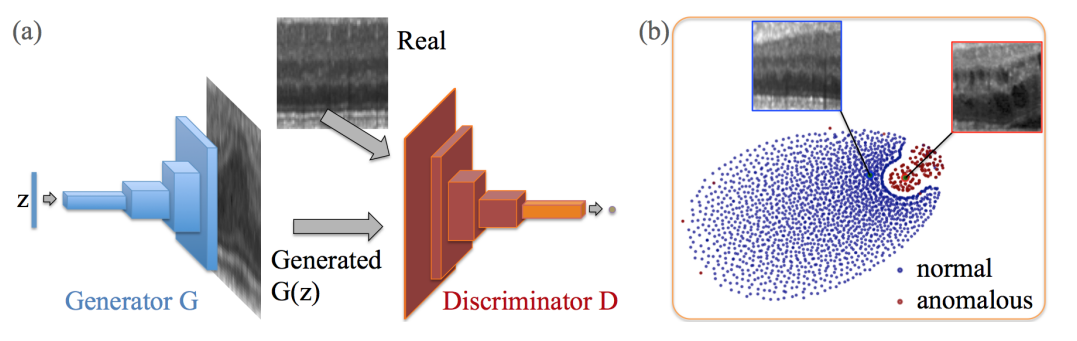 (a)
Real
z
Generated
G(z)
Generator G
Discriminator D
(b)
normal
anomalous